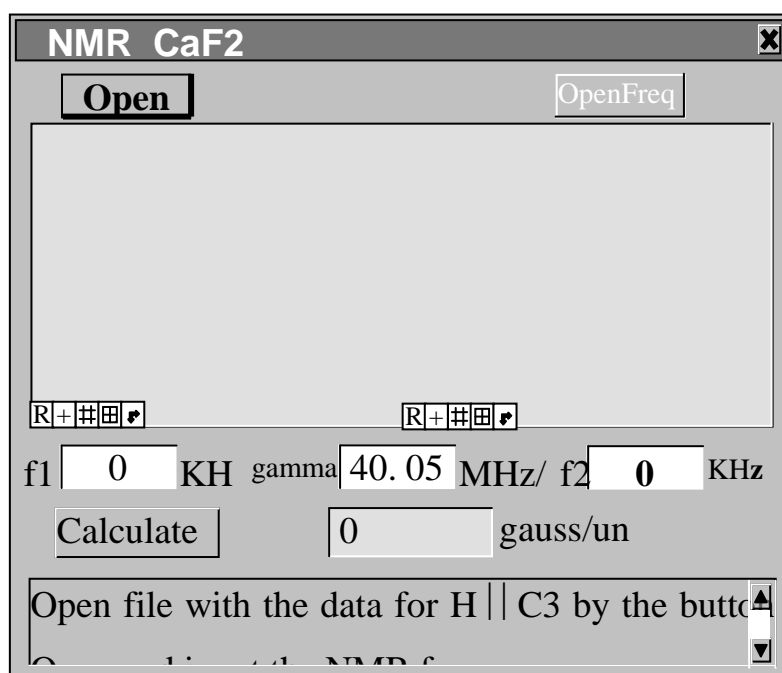 NMR CaF2
Open OpenFreq
R + R +
f1 0 KH gamma 40.05 MHz/ f2 0 KHz
Calculate 0 gauss/un
Open file with the data for H || C3 by the button